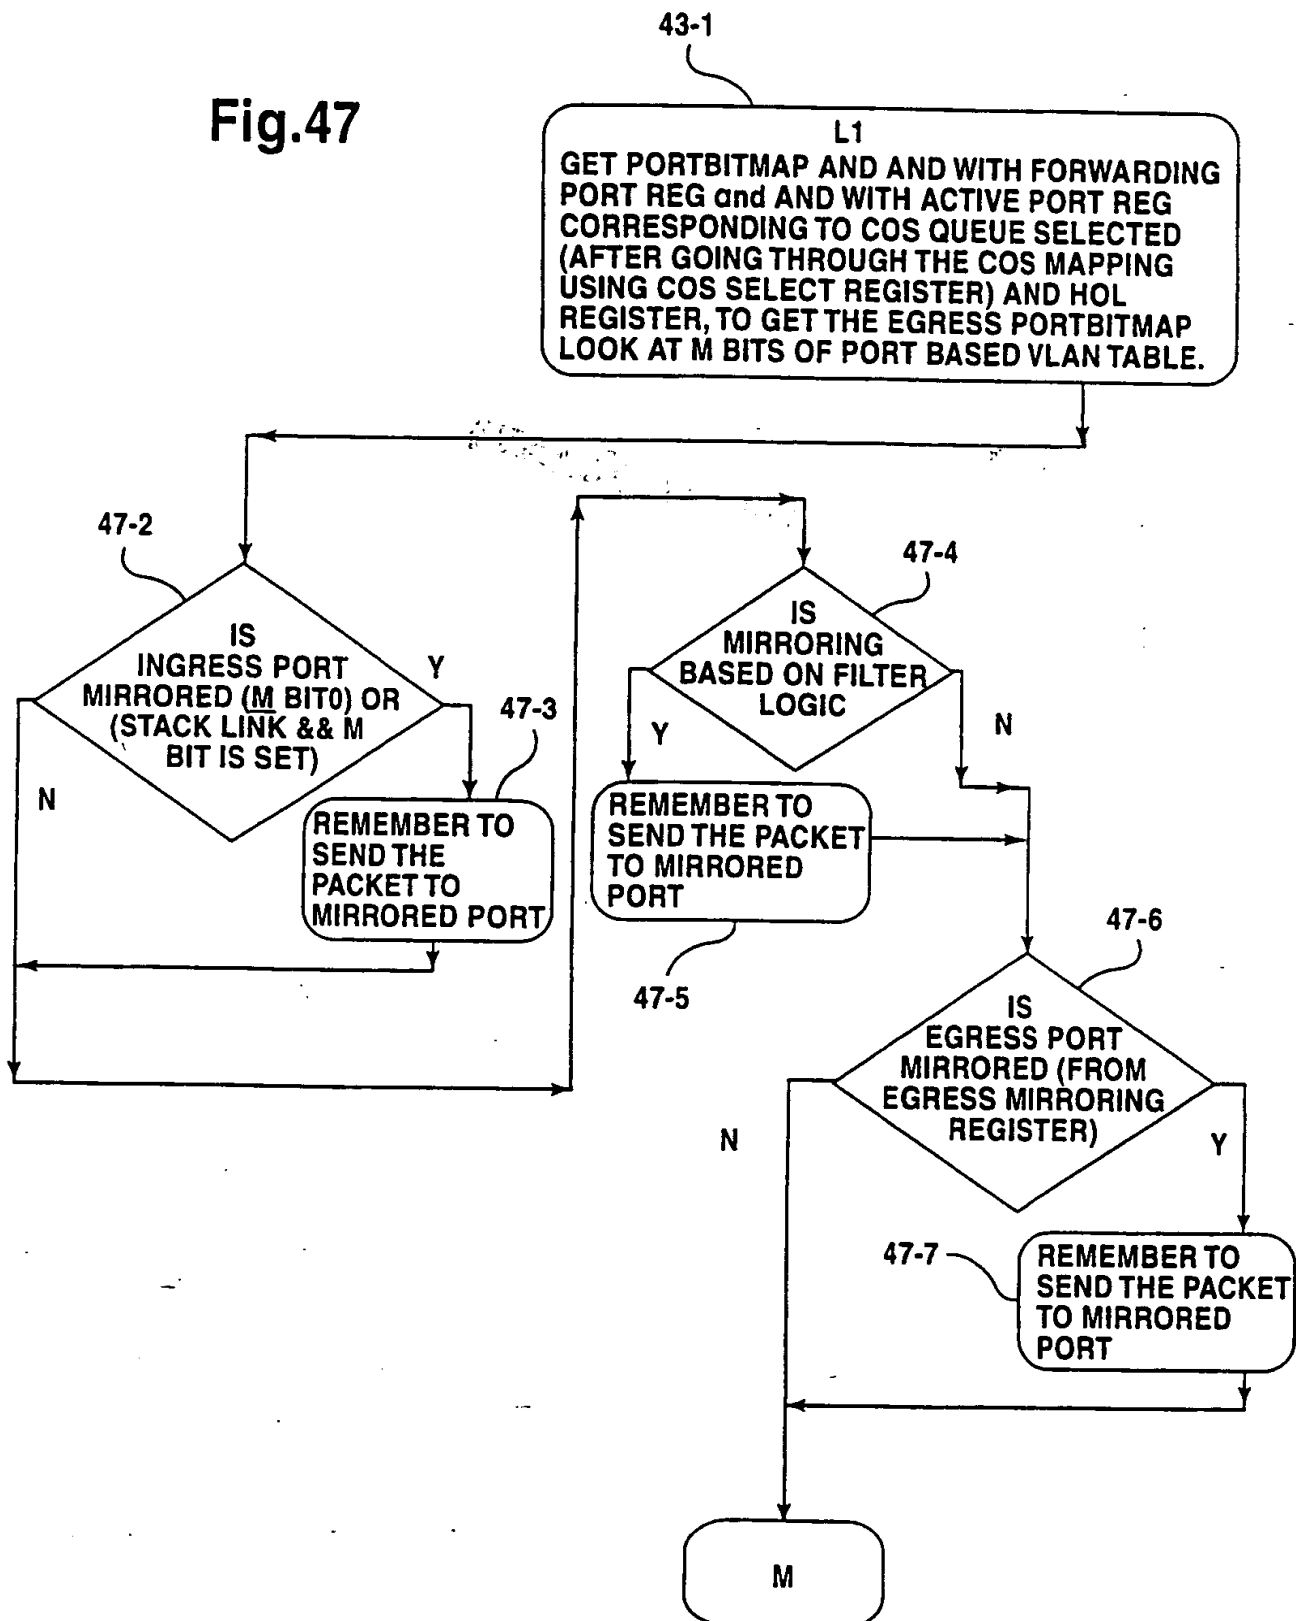 43-1
Fig.47
L1
GET PORTBITMAP AND AND WITH FORWARDING
PORT REG and AND WITH ACTIVE PORT REG
CORRESPONDING TO COS QUEUE SELECTED
(AFTER GOING THROUGH THE COS MAPPING
USING COS SELECT REGISTER) AND HOL
REGISTER, TO GET THE EGRESS PORTBITMAP
LOOK AT M BITS OF PORT BASED VLAN TABLE.
47-2
IS
INGRESS PORT
MIRRORED (M BIT0) OR
(STACK LINK && M
BIT IS SET)
Y
N
47-3
REMEMBER TO
SEND THE
PACKET TO
MIRRORED PORT
47-4
IS
MIRRORING
BASED ON FILTER
LOGIC
Y
N
REMEMBER TO
SEND THE PACKET
TO MIRRORED
PORT
47-5
47-6
IS
EGRESS PORT
MIRRORED (FROM
EGRESS MIRRORING
REGISTER)
N
Y
47-7
REMEMBER TO
SEND THE PACKET
TO MIRRORED
PORT
M